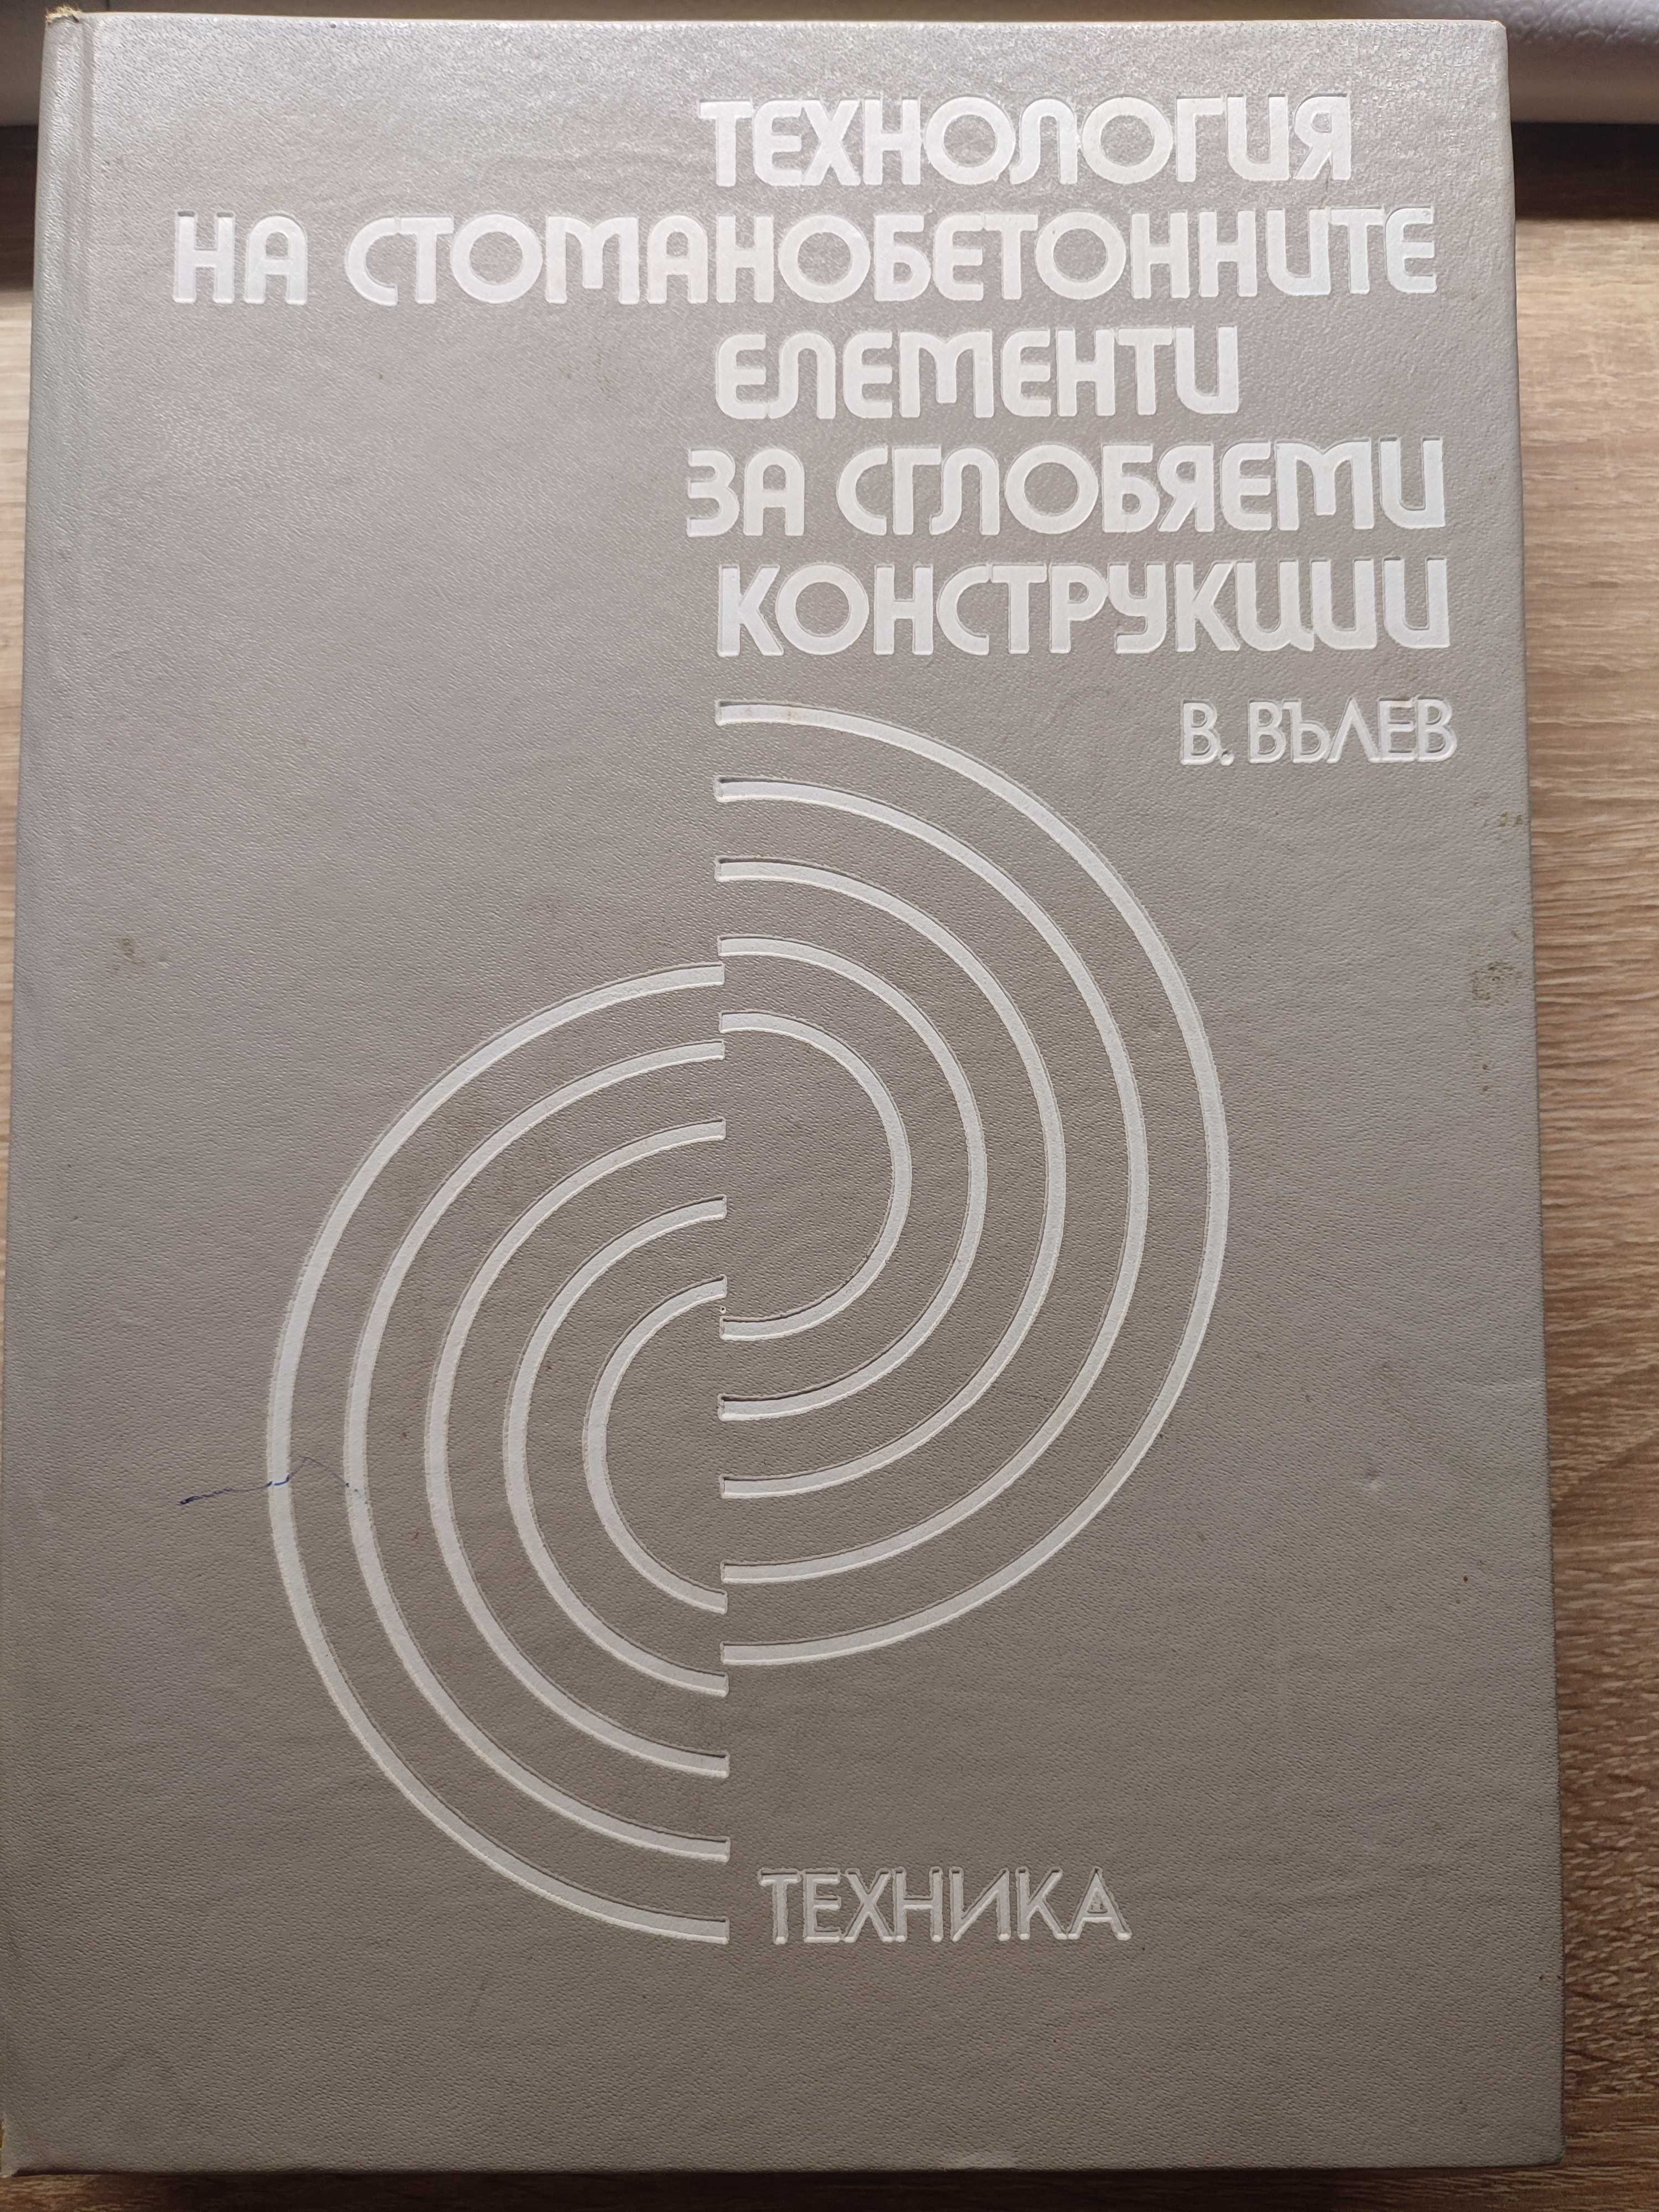 ТЕХНОЛОГИЯ
НА СТОМАНОБЕТОННИТЕ
ЕЛЕМЕНТИ
ЗА СГЛОБЯЕМИ
КОНСТРУКЦИИ
В. ВЪЛЕВ
ТЕХНИКА